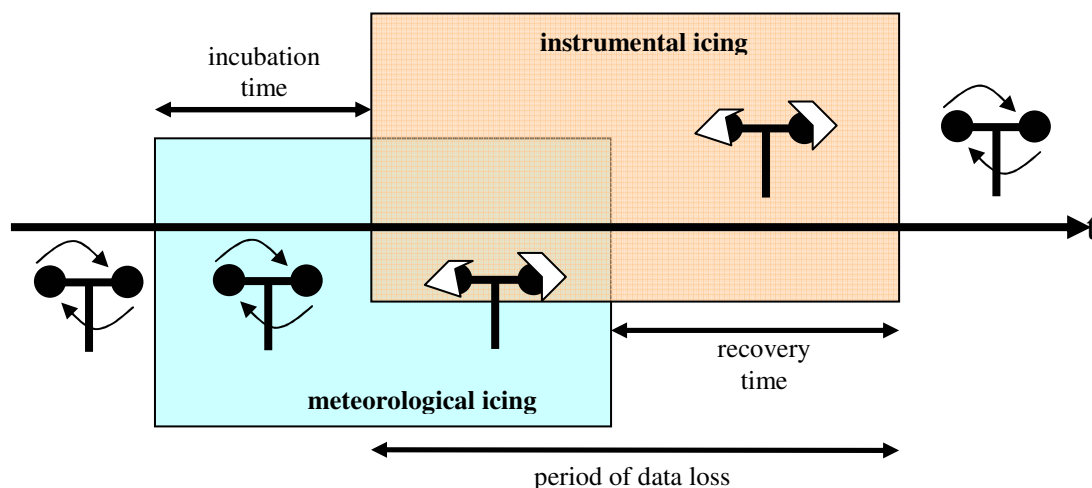 instrumental icing
incubation
time
t
recovery
time
meteorological icing
period of data loss